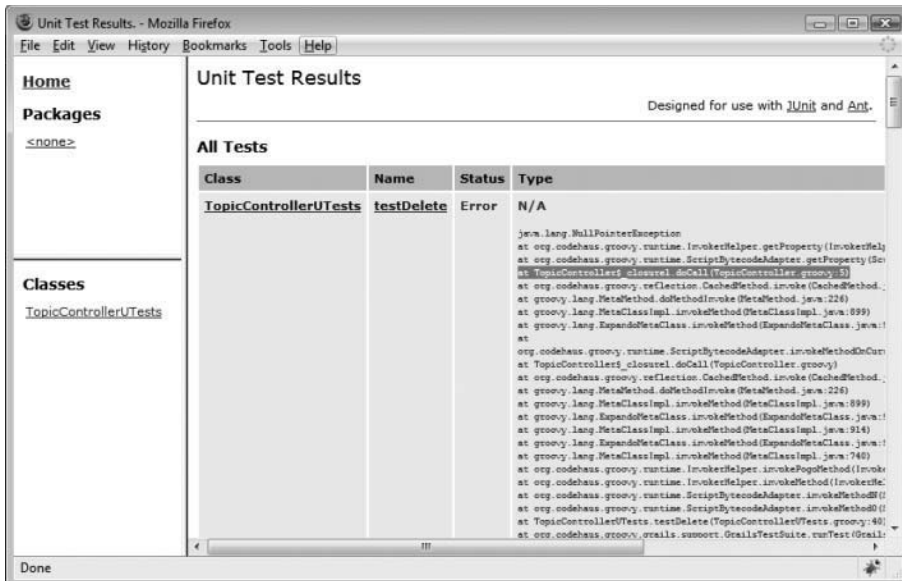 Unit Test Results. - Mozilla Firefox
File Edit View History Bookmarks Tools Help
Home
Packages
<none>
Classes
TopicControllerUTests
Unit Test Results
Designed for use with JUnit and Ant.
All Tests
Class Name Status Type
TopicControllerUTests testDelete Error N/A
java.lang.NullPointerException
at org.codehaus.groovy.runtime.InvokerHelper.getProperty(InvokerHelp
at org.codehaus.groovy.runtime.ScriptBytecodeAdapter.getProperty(Scr
at TopicController$_closure1.doCall(TopicController.groovy:5)
at org.codehaus.groovy.reflection.CachedMethod.invoke(CachedMethod.j
at groovy.lang.MetaMethod.doMethodInvoke(MetaMethod.java:226)
at groovy.lang.MetaClassImpl.invokeMethod(MetaClassImpl.java:899)
at groovy.lang.ExpandoMetaClass.invokeMethod(ExpandoMetaClass.java:
at
org.codehaus.groovy.runtime.ScriptBytecodeAdapter.invokeMethodOnCurr
at TopicController$_closure1.doCall(TopicController.groovy)
at org.codehaus.groovy.reflection.CachedMethod.invoke(CachedMethod.j
at groovy.lang.MetaMethod.doMethodInvoke(MetaMethod.java:226)
at groovy.lang.MetaClassImpl.invokeMethod(MetaClassImpl.java:899)
at groovy.lang.ExpandoMetaClass.invokeMethod(ExpandoMetaClass.java:
at groovy.lang.MetaClassImpl.invokeMethod(MetaClassImpl.java:914)
at groovy.lang.ExpandoMetaClass.invokeMethod(ExpandoMetaClass.java:
at groovy.lang.MetaClassImpl.invokeMethod(MetaClassImpl.java:740)
at org.codehaus.groovy.runtime.InvokerHelper.invokePogoMethod(Invoke
at org.codehaus.groovy.runtime.InvokerHelper.invokeMethod(InvokerHel
at org.codehaus.groovy.runtime.ScriptBytecodeAdapter.invokeMethodN(
at org.codehaus.groovy.runtime.ScriptBytecodeAdapter.invokeMethod0(
at TopicControllerUTests.testDelete(TopicControllerUTests.groovy:40)
at org.codehaus.groovy.grails.support.GrailsTestSuite.runTest(Grails
Done